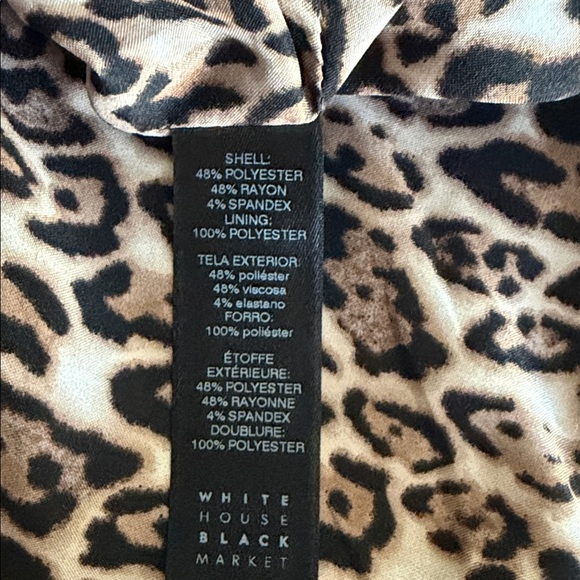 SHELL:
48% POLYESTER
48% RAYON
4% SPANDEX
LINING:
100% POLYESTER
TELA EXTERIOR:
48% poliéster
48% viscosa
4% elastano
FORRO:
100% poliéster
ÉTOFFE
EXTÉRIEURE:
48% POLYESTER
48% RAYONNE
4% SPANDEX
DOUBLURE:
100% POLYESTER
WHITE
HOUSE
BLACK
MARKET